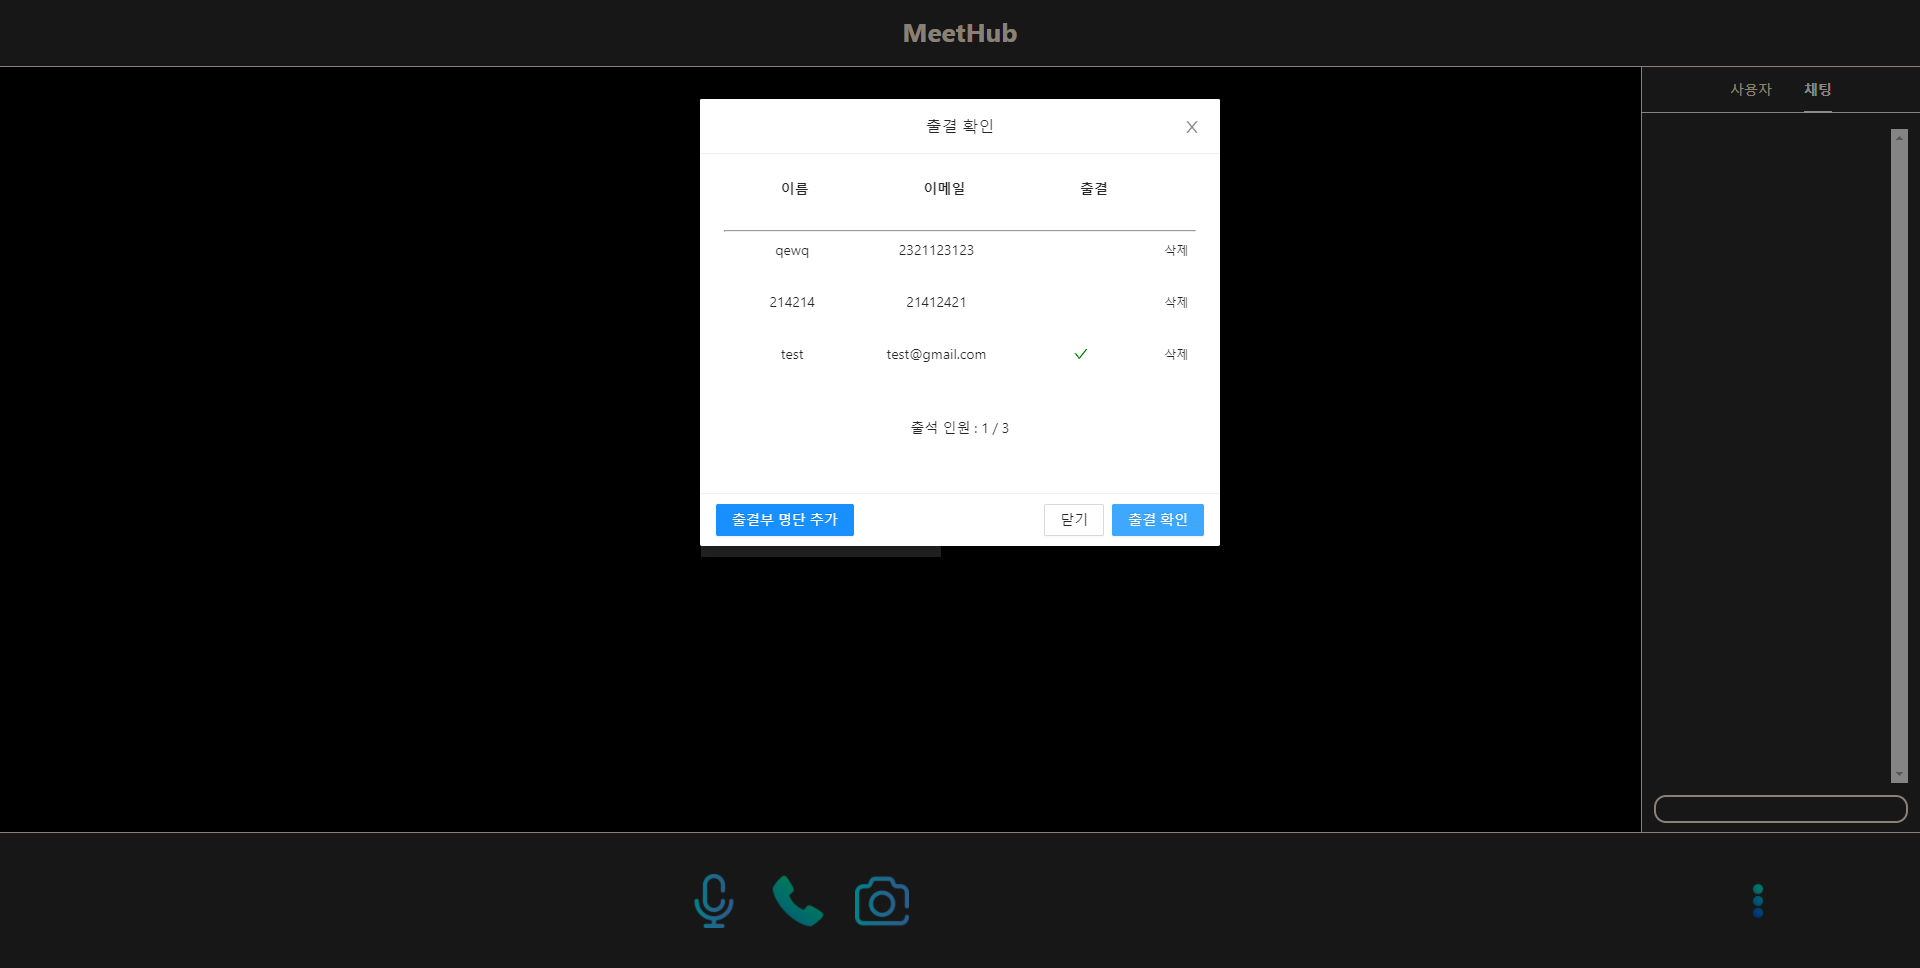 MeetHub
사용자 채팅
출결 확인
이름 이메일 출결
qewq 2321123123 삭제
214214 21412421 삭제
test test@gmail.com 삭제
출석 인원 : 1 / 3
출결부 명단 추가 닫기 출결 확인